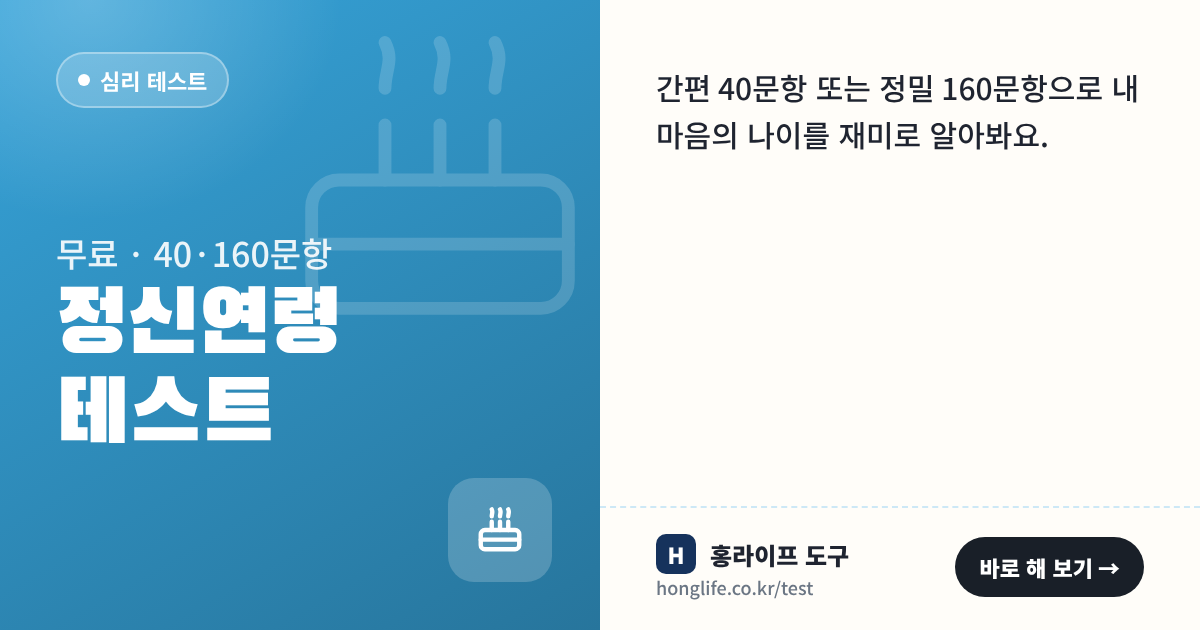 심리 테스트
무료 · 40·160문항
정신연령
테스트
간편 40문항 또는 정밀 160문항으로 내
마음의 나이를 재미로 알아봐요.
H 홍라이프 도구
honglife.co.kr/test
바로 해 보기 →